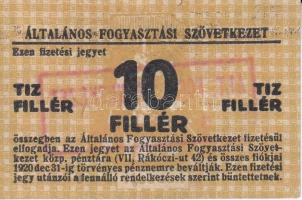 ÁLTALÁNOS FOGYASZTÁSI SZÖVETKEZET
Ezen fizetési jegyet
10
TIZ FILLÉR
FILLÉR
TIZ FILLÉR
összegben az Általános Fogyasztási Szövetkezet fizetésül
elfogadja. Ezen jegyet az Általános Fogyasztási Szövet-
kezet közp. pénztára (VII, Rákóczi-ut 42) és összes fiókjai
1920 dec 31-ig törvényes pénznemre beváltják. Ezen fizetési
jegy utánzói a fennálló rendelkezések szerint büntettetnek.